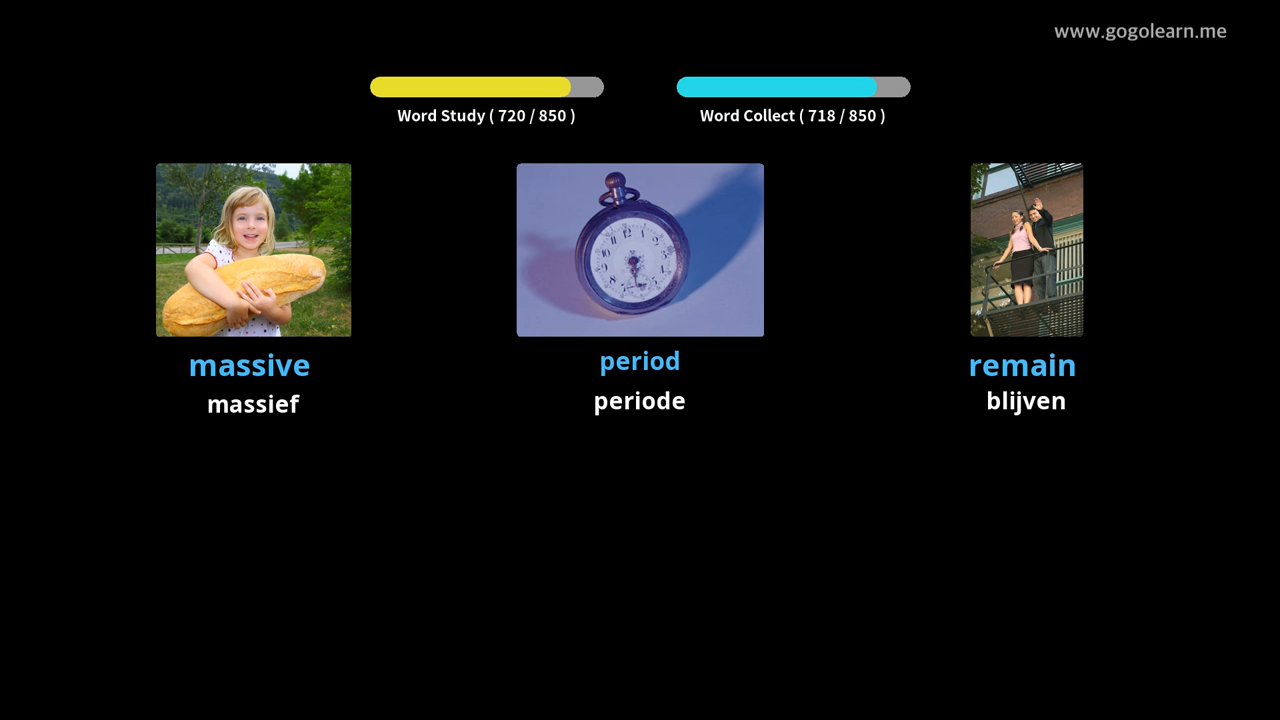 www.gogolearn.me
Word Study ( 720 / 850 )
Word Collect ( 718 / 850 )
massive
massief
period
periode
remain
blijven